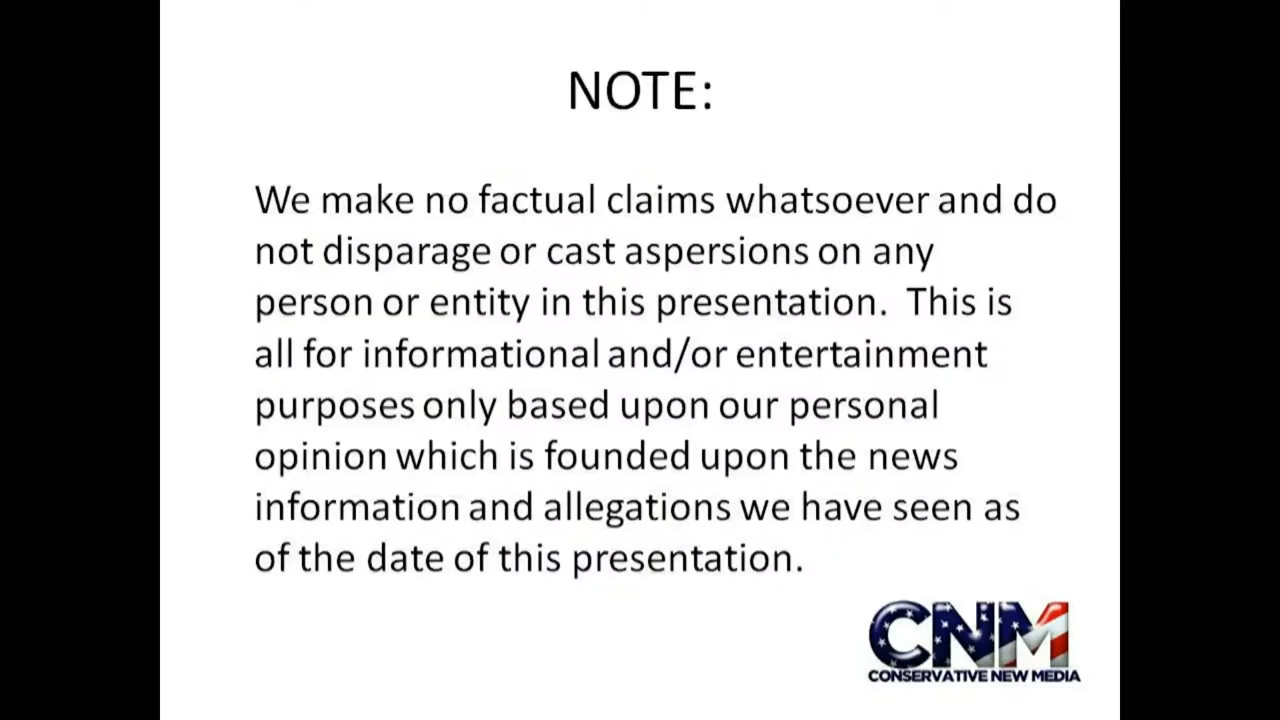 NOTE:
We make no factual claims whatsoever and do
not disparage or cast aspersions on any
person or entity in this presentation.  This is
all for informational and/or entertainment
purposes only based upon our personal
opinion which is founded upon the news
information and allegations we have seen as
of the date of this presentation.
CNM
CONSERVATIVE NEW MEDIA